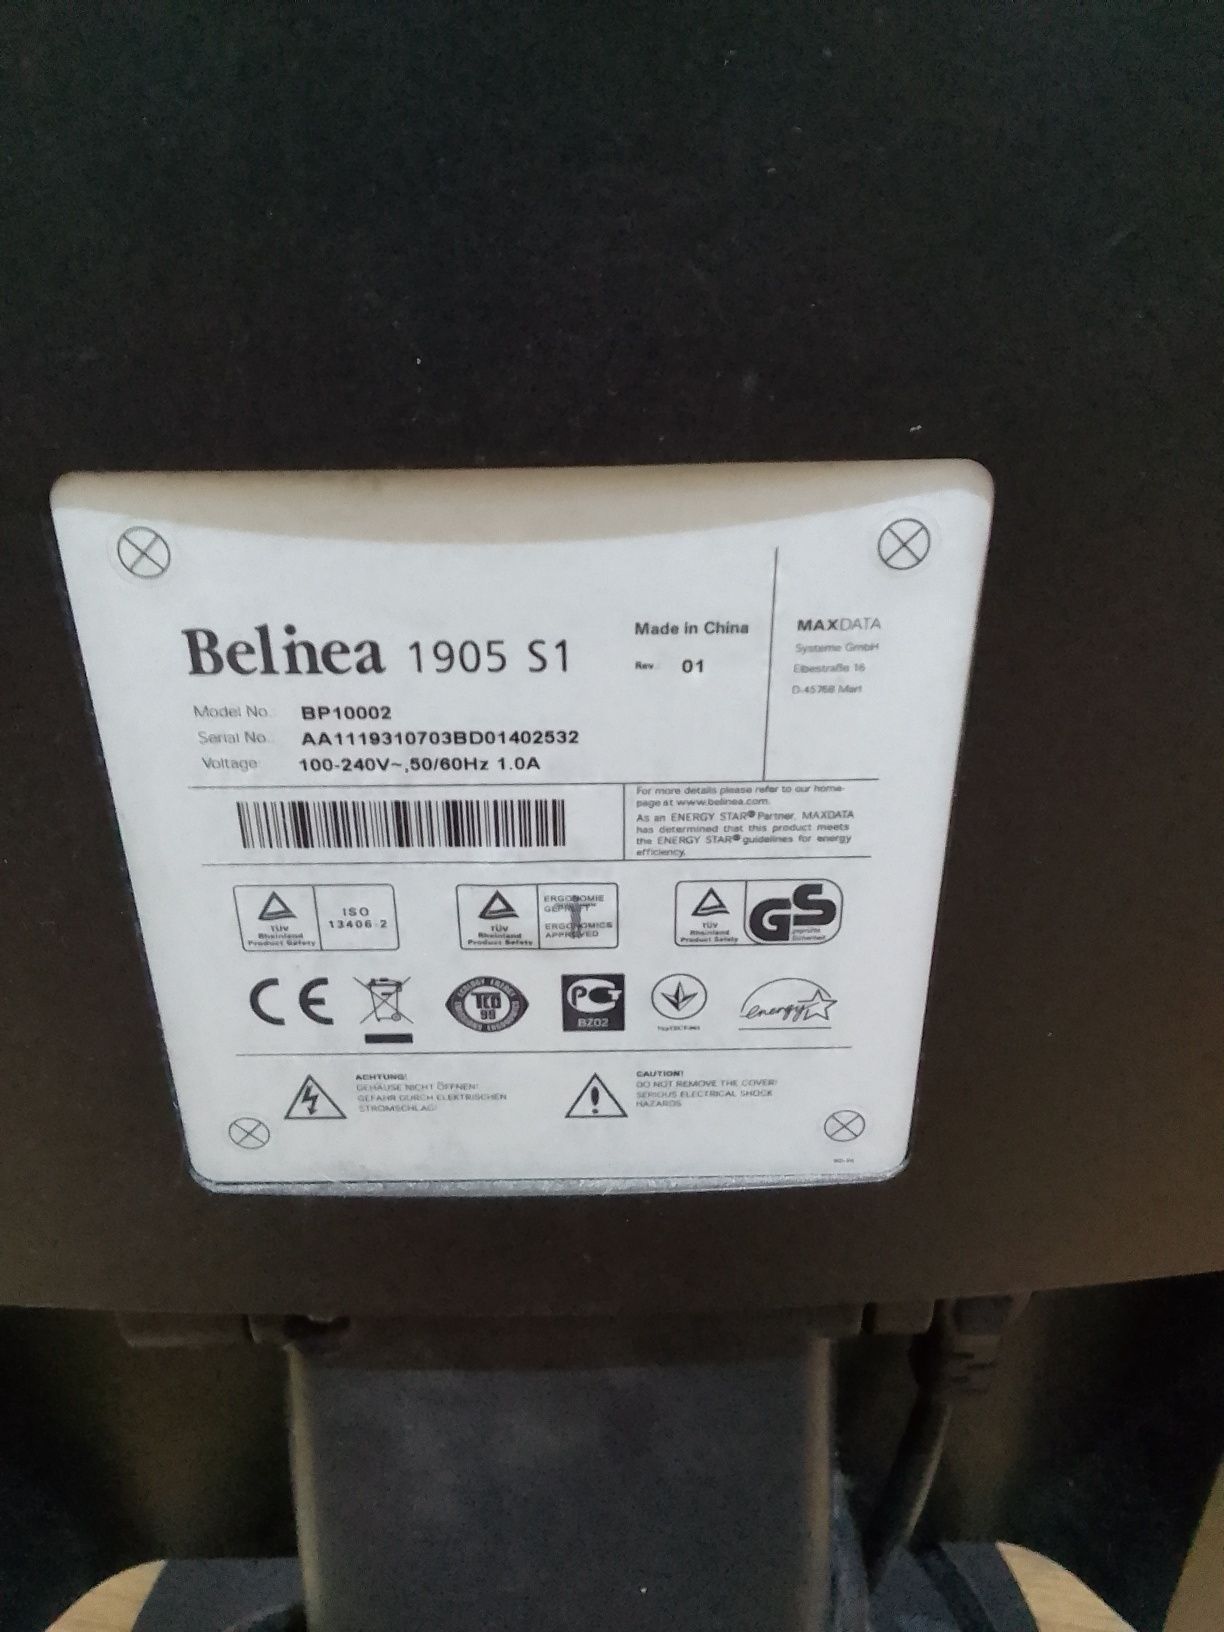 Belinea 1905 S1
Made in China
Rev. 01
MAXDATA
Systeme GmbH
Elbestraße 16
D-45768 Marl
Model No. BP10002
Serial No. AA1119310703BD01402532
Voltage 100-240V~,50/60Hz 1.0A
For more details please refer to our home-
page at www.belinea.com.
As an ENERGY STAR® Partner, MAXDATA
has determined that this product meets
the ENERGY STAR® guidelines for energy
efficiency.
TÜV
Rheinland
Product Safety
ISO
13406-2
TÜV
Rheinland
Product Safety
ERGONOMIE
GEPRÜFT
ERGONOMICS
APPROVED
TÜV
Rheinland
Product Safety
GS
geprüfte
Sicherheit
CE
TCO
99
PG
BZ02
energy
ACHTUNG!
GEHÄUSE NICHT ÖFFNEN!
GEFAHR DURCH ELEKTRISCHEN
STROMSCHLAG!
CAUTION!
DO NOT REMOVE THE COVER!
SERIOUS ELECTRICAL SHOCK
HAZARDS